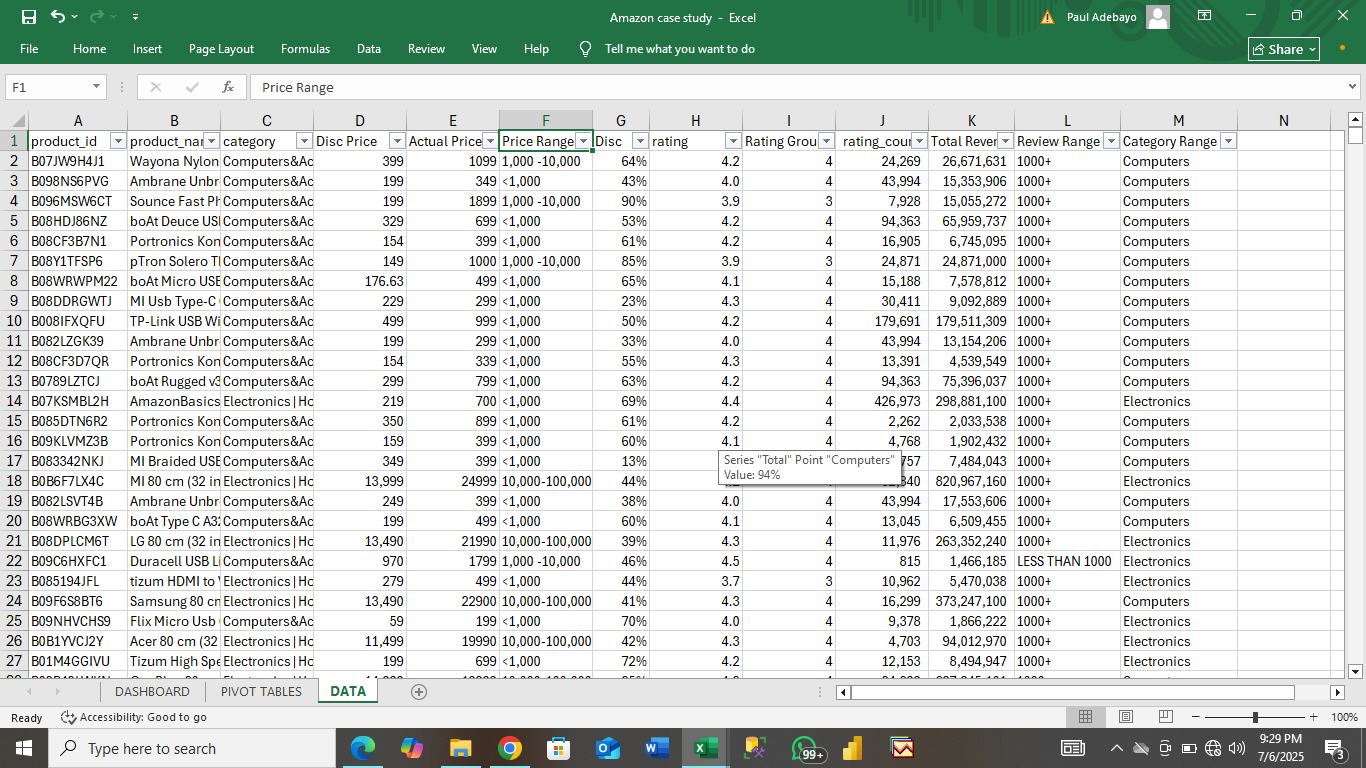 Amazon case study - Excel
Paul Adebayo
File Home Insert Page Layout Formulas Data Review View Help Tell me what you want to do Share
F1 fx Price Range
A B C D E F G H I J K L M N
1 product_id product_nar category Disc Price Actual Price Price Range Disc rating Rating Grou rating_cour Total Rever Review Range Category Range
2 B07JW9H4J1 Wayona Nylon Computers&Ac 399 1099 1,000 -10,000 64% 4.2 4 24,269 26,671,631 1000+ Computers
3 B098NS6PVG Ambrane Unbr Computers&Ac 199 349 <1,000 43% 4.0 4 43,994 15,353,906 1000+ Computers
4 B096MSW6CT Sounce Fast Ph Computers&Ac 199 1899 1,000 -10,000 90% 3.9 3 7,928 15,055,272 1000+ Computers
5 B08HDJ86NZ boAt Deuce USI Computers&Ac 329 699 <1,000 53% 4.2 4 94,363 65,959,737 1000+ Computers
6 B08CF3B7N1 Portronics Kon Computers&Ac 154 399 <1,000 61% 4.2 4 16,905 6,745,095 1000+ Computers
7 B08Y1TFSP6 pTron Solero T Computers&Ac 149 1000 1,000 -10,000 85% 3.9 3 24,871 24,871,000 1000+ Computers
8 B08WRWPM22 boAt Micro USE Computers&Ac 176.63 499 <1,000 65% 4.1 4 15,188 7,578,812 1000+ Computers
9 B08DDRGWTJ MI Usb Type-C Computers&Ac 229 299 <1,000 23% 4.3 4 30,411 9,092,889 1000+ Computers
10 B008IFXQFU TP-Link USB Wi Computers&Ac 499 999 <1,000 50% 4.2 4 179,691 179,511,309 1000+ Computers
11 B082LZGK39 Ambrane Unbr Computers&Ac 199 299 <1,000 33% 4.0 4 43,994 13,154,206 1000+ Computers
12 B08CF3D7QR Portronics Kon Computers&Ac 154 339 <1,000 55% 4.3 4 13,391 4,539,549 1000+ Computers
13 B0789LZTCJ boAt Rugged v3 Computers&Ac 299 799 <1,000 63% 4.2 4 94,363 75,396,037 1000+ Computers
14 B07KSMBL2H AmazonBasics Electronics|Ho 219 700 <1,000 69% 4.4 4 426,973 298,881,100 1000+ Electronics
15 B085DTN6R2 Portronics Kon Computers&Ac 350 899 <1,000 61% 4.2 4 2,262 2,033,538 1000+ Computers
16 B09KLVMZ3B Portronics Kon Computers&Ac 159 399 <1,000 60% 4.1 4 4,768 1,902,432 1000+ Computers
17 B083342NKJ MI Braided USE Computers&Ac 349 399 <1,000 13% 757 7,484,043 1000+ Computers
Series "Total" Point "Computers"
Value: 94%
18 B0B6F7LX4C MI 80 cm (32 in Electronics|Ho 13,999 24999 10,000-100,000 44% 820,967,160 1000+ Electronics
19 B082LSVT4B Ambrane Unbr Computers&Ac 249 399 <1,000 38% 4.0 4 43,994 17,553,606 1000+ Computers
20 B08WRBG3XW boAt Type C A32 Computers&Ac 199 499 <1,000 60% 4.1 4 13,045 6,509,455 1000+ Computers
21 B08DPLCM6T LG 80 cm (32 in Electronics|Ho 13,490 21990 10,000-100,000 39% 4.3 4 11,976 263,352,240 1000+ Electronics
22 B09C6HXFC1 Duracell USB Li Computers&Ac 970 1799 1,000 -10,000 46% 4.5 4 815 1,466,185 LESS THAN 1000 Electronics
23 B085194JFL tizum HDMI to Electronics|Ho 279 499 <1,000 44% 3.7 3 10,962 5,470,038 1000+ Electronics
24 B09F6S8BT6 Samsung 80 cn Electronics|Ho 13,490 22900 10,000-100,000 41% 4.3 4 16,299 373,247,100 1000+ Computers
25 B09NHVCHS9 Flix Micro Usb Computers&Ac 59 199 <1,000 70% 4.0 4 9,378 1,866,222 1000+ Electronics
26 B0B1YVCJ2Y Acer 80 cm (32 Electronics|Ho 11,499 19990 10,000-100,000 42% 4.3 4 4,703 94,012,970 1000+ Electronics
27 B01M4GGIVU Tizum High Spe Electronics|Ho 199 699 <1,000 72% 4.2 4 12,153 8,494,947 1000+ Electronics
DASHBOARD PIVOT TABLES DATA
Ready Accessibility: Good to go 100%
Type here to search 99+ 9:29 PM
7/6/2025 3